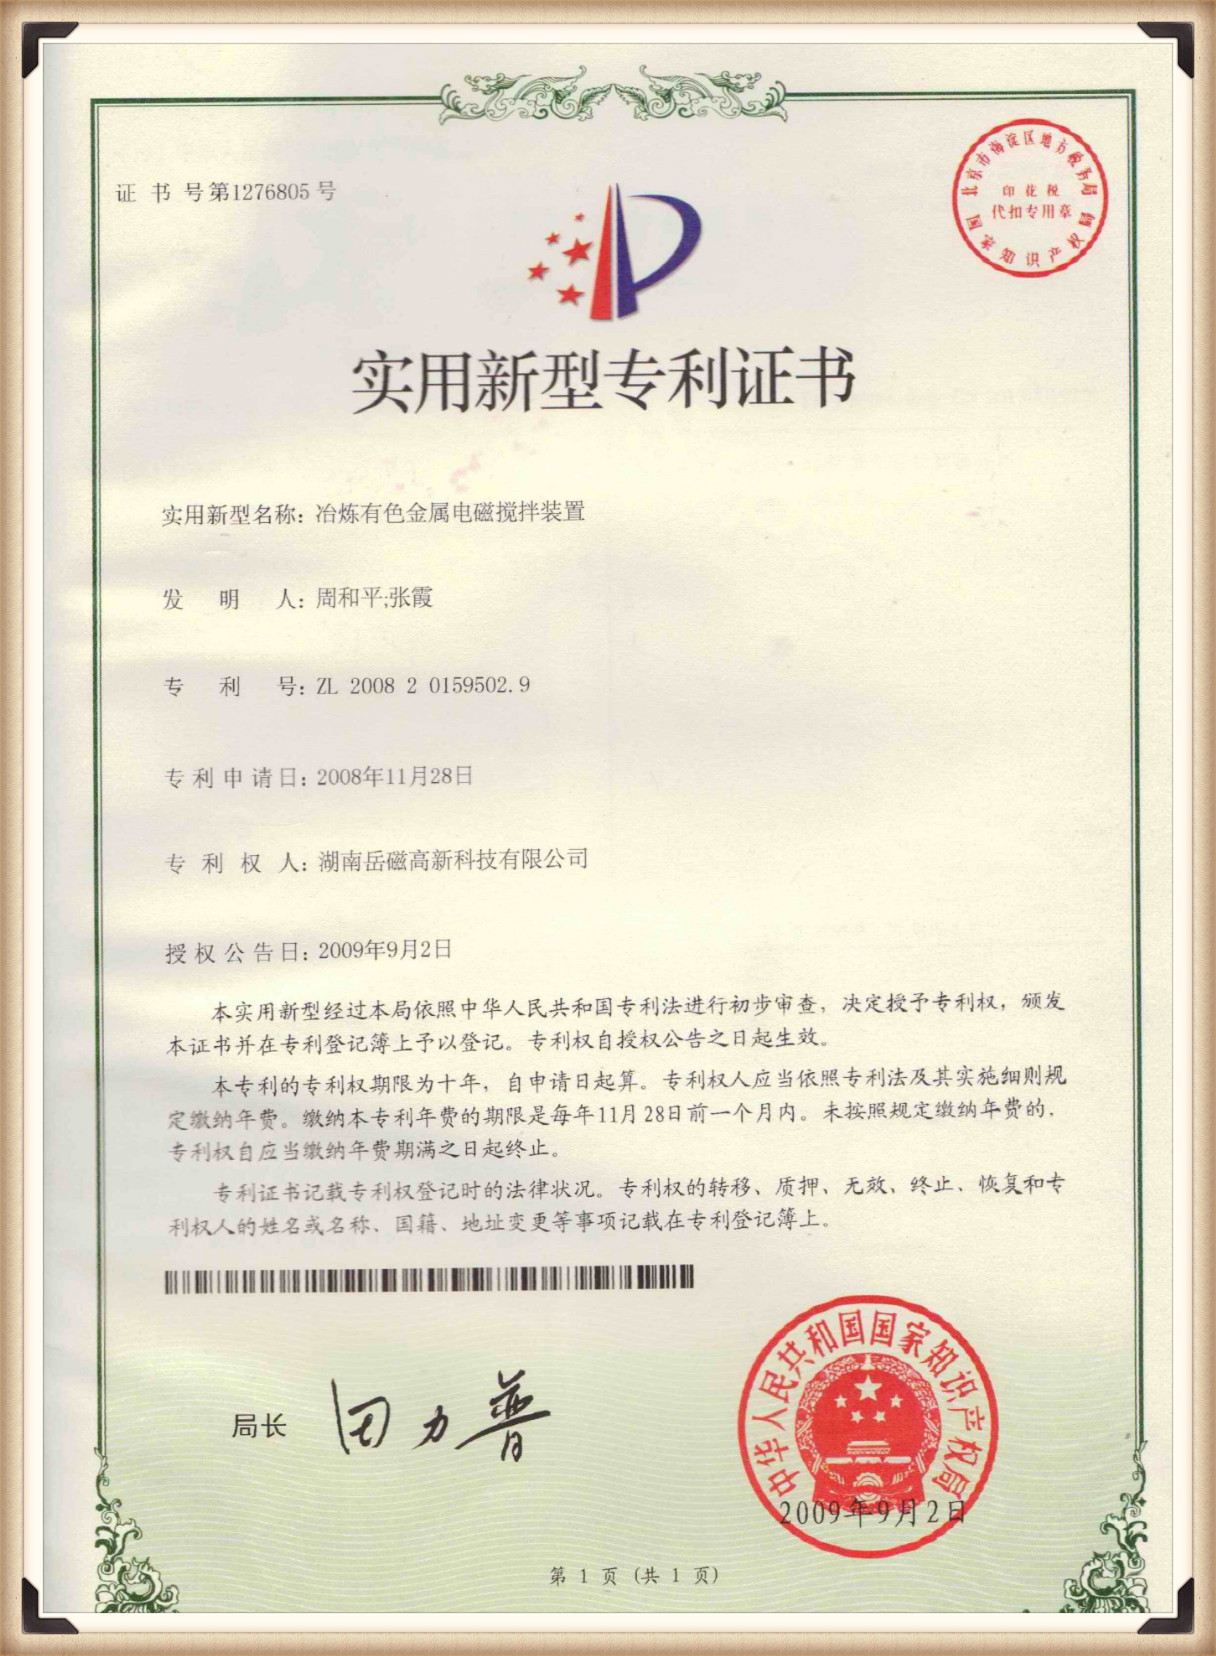 证书号第1276805号
北京市海淀区地方税务局
印花税
代扣专用章
国家知识产权局
实用新型专利证书
实用新型名称：冶炼有色金属电磁搅拌装置
发明人：周和平;张霞
专利号：ZL 2008 2 0159502.9
专利申请日：2008年11月28日
专利权人：湖南岳磁高新科技有限公司
授权公告日：2009年9月2日
本实用新型经过本局依照中华人民共和国专利法进行初步审查，决定授予专利权，颁发
本证书并在专利登记簿上予以登记。专利权自授权公告之日起生效。
本专利的专利权期限为十年，自申请日起算。专利权人应当依照专利法及其实施细则规
定缴纳年费。缴纳本专利年费的期限是每年11月28日前一个月内。未按照规定缴纳年费的，
专利权自应当缴纳年费期满之日起终止。
专利证书记载专利权登记时的法律状况。专利权的转移、质押、无效、终止、恢复和专
利权人的姓名或名称、国籍、地址变更等事项记载在专利登记簿上。
局长 田力普
中华人民共和国国家知识产权局
2009年9月2日
第 1 页 (共 1 页)